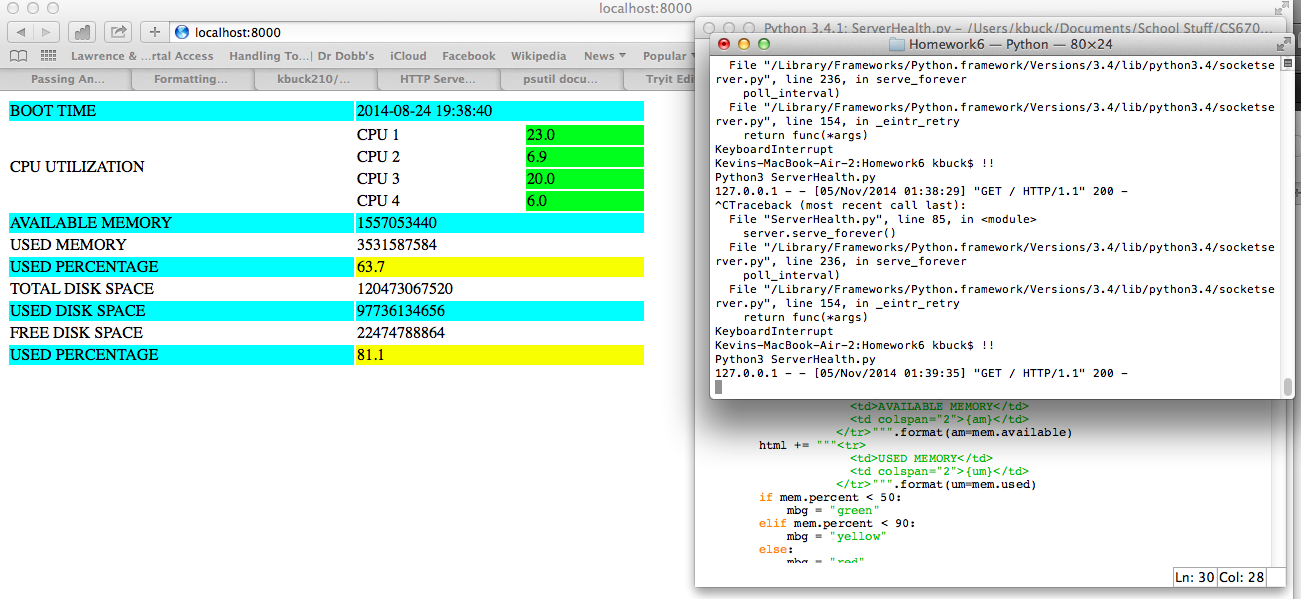 localhost:8000
localhost:8000
Lawrence & ...rtal Access Handling To...| Dr Dobb's iCloud Facebook Wikipedia News Popular
Passing An... Formatting... kbuck210/... HTTP Serve... psutil docu... Tryit Edi
BOOT TIME 2014-08-24 19:38:40
CPU UTILIZATION
CPU 1 23.0
CPU 2 6.9
CPU 3 20.0
CPU 4 6.0
AVAILABLE MEMORY 1557053440
USED MEMORY 3531587584
USED PERCENTAGE 63.7
TOTAL DISK SPACE 120473067520
USED DISK SPACE 97736134656
FREE DISK SPACE 22474788864
USED PERCENTAGE 81.1
Python 3.4.1: ServerHealth.py – /Users/kbuck/Documents/School Stuff/CS670...
Homework6 — Python — 80×24
File "/Library/Frameworks/Python.framework/Versions/3.4/lib/python3.4/socketse
rver.py", line 236, in serve_forever
poll_interval)
File "/Library/Frameworks/Python.framework/Versions/3.4/lib/python3.4/socketse
rver.py", line 154, in _eintr_retry
return func(*args)
KeyboardInterrupt
Kevins-MacBook-Air-2:Homework6 kbuck$ !!
Python3 ServerHealth.py
127.0.0.1 - - [05/Nov/2014 01:38:29] "GET / HTTP/1.1" 200 -
^CTraceback (most recent call last):
File "ServerHealth.py", line 85, in <module>
server.serve_forever()
File "/Library/Frameworks/Python.framework/Versions/3.4/lib/python3.4/socketse
rver.py", line 236, in serve_forever
poll_interval)
File "/Library/Frameworks/Python.framework/Versions/3.4/lib/python3.4/socketse
rver.py", line 154, in _eintr_retry
return func(*args)
KeyboardInterrupt
Kevins-MacBook-Air-2:Homework6 kbuck$ !!
Python3 ServerHealth.py
127.0.0.1 - - [05/Nov/2014 01:39:35] "GET / HTTP/1.1" 200 -
<td>AVAILABLE MEMORY</td>
<td colspan="2">{am}</td>
</tr>""".format(am=mem.available)
html += """<tr>
<td>USED MEMORY</td>
<td colspan="2">{um}</td>
</tr>""".format(um=mem.used)
if mem.percent < 50:
mbg = "green"
elif mem.percent < 90:
mbg = "yellow"
else:
mbg = "red"
Ln: 30 Col: 28